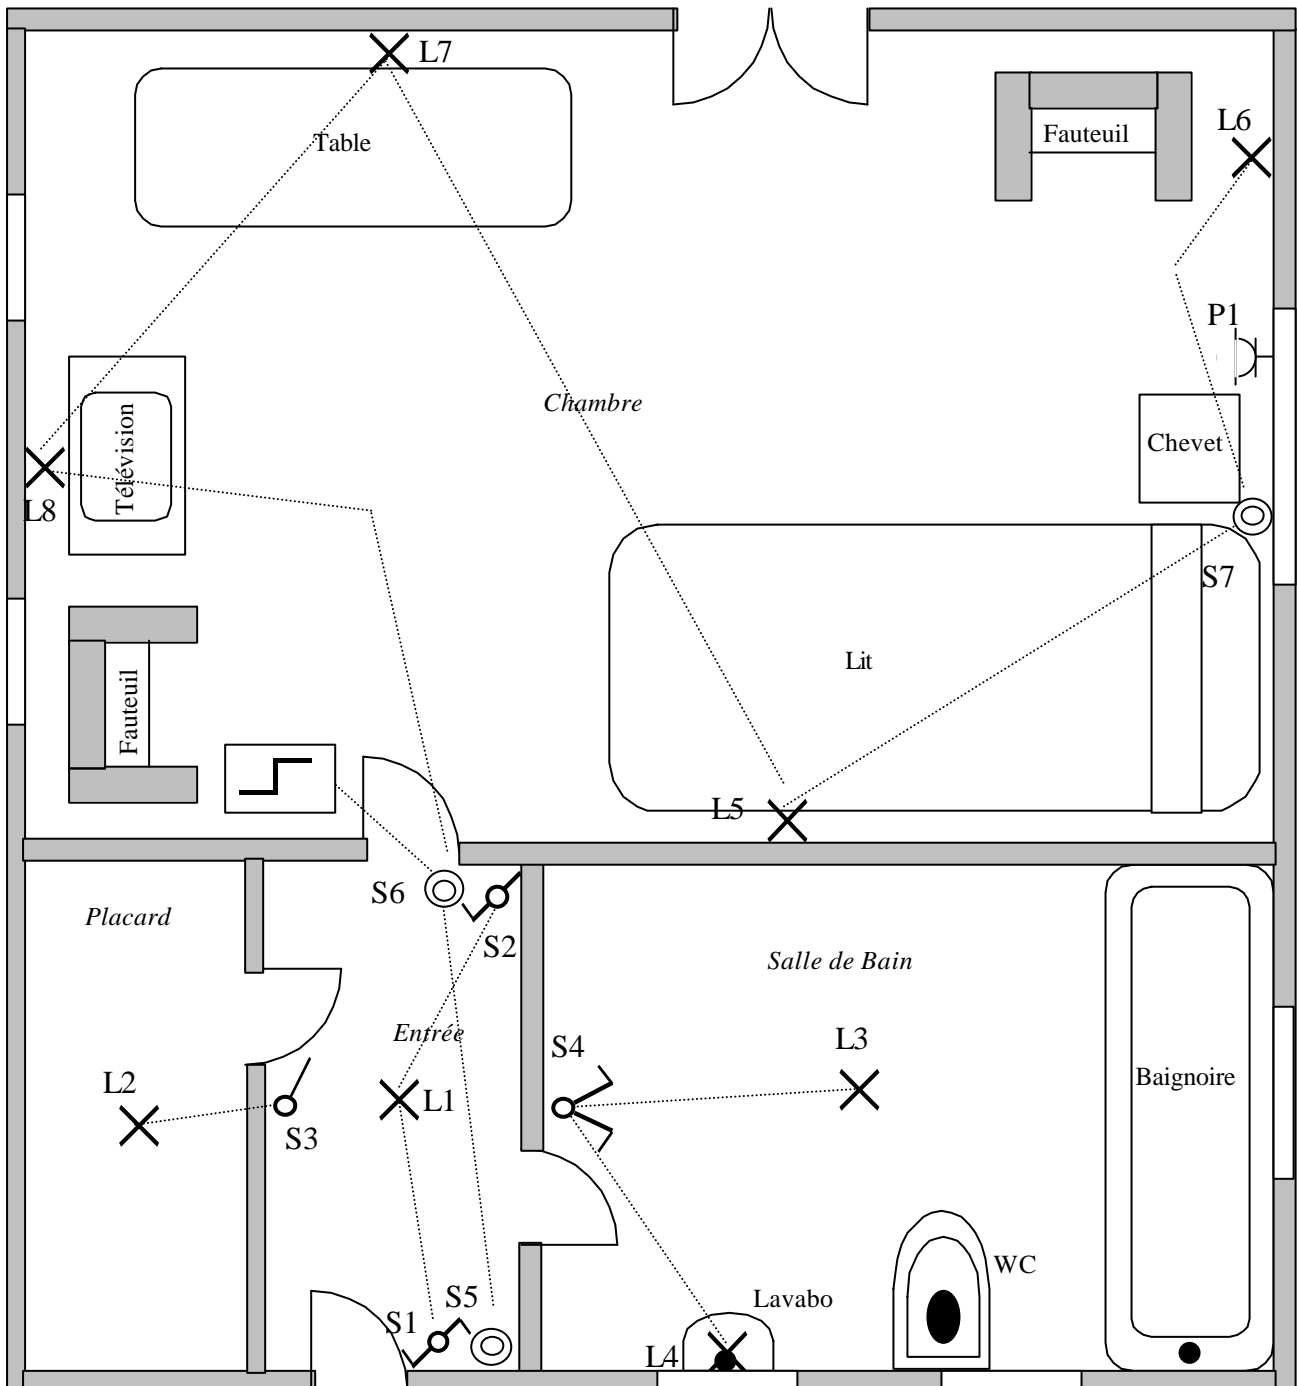 L7
Table
Fauteuil
L6
P1
Chambre
Chevet
Télévision
L8
S7
Lit
Fauteuil
L5
S6
Placard
S2
Salle de Bain
Entrée
S4
L3
L2
L1
Baignoire
S3
WC
Lavabo
S5
S1
L4